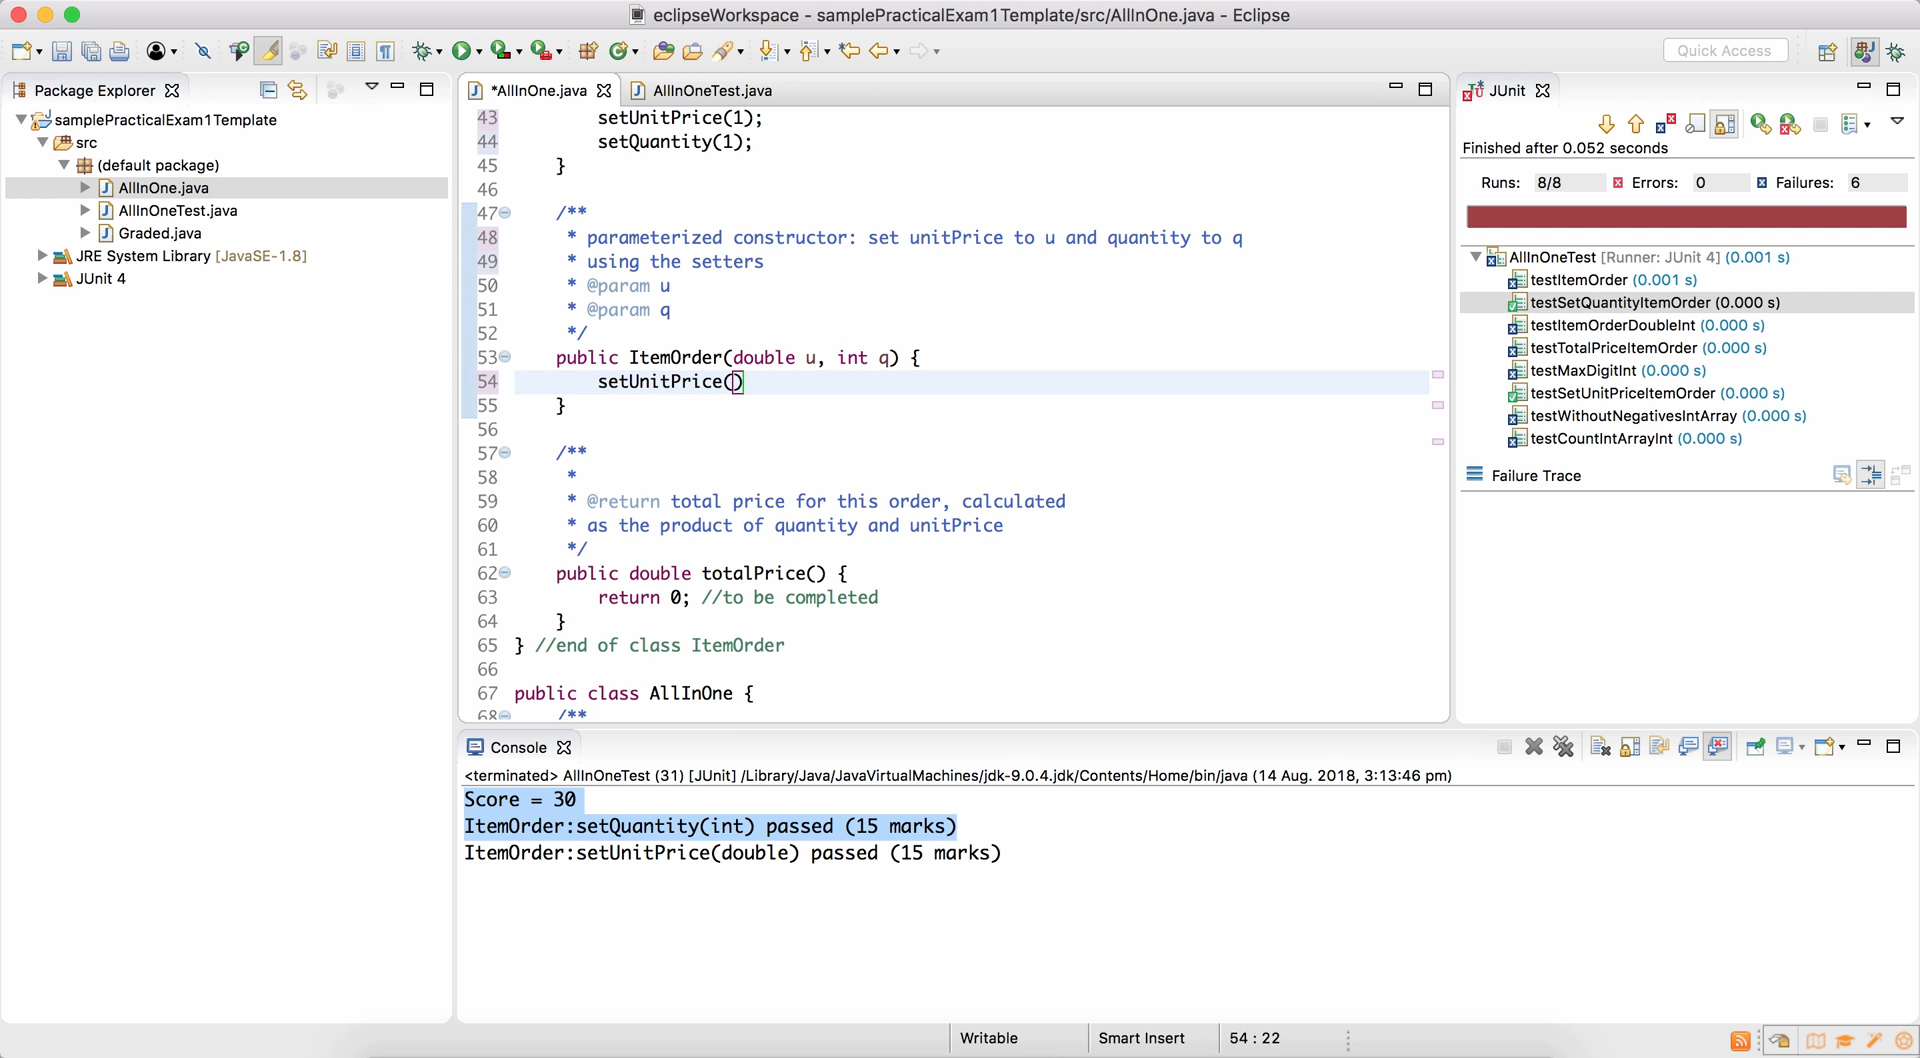 eclipseWorkspace - samplePracticalExam1Template/src/AllInOne.java - Eclipse
Quick Access
Package Explorer
samplePracticalExam1Template
src
(default package)
AllInOne.java
AllInOneTest.java
Graded.java
JRE System Library [JavaSE-1.8]
JUnit 4
*AllInOne.java
AllInOneTest.java
43 setUnitPrice(1);
44 setQuantity(1);
45 }
46
47 /**
48 * parameterized constructor: set unitPrice to u and quantity to q
49 * using the setters
50 * @param u
51 * @param q
52 */
53 public ItemOrder(double u, int q) {
54 setUnitPrice()
55 }
56
57 /**
58 *
59 * @return total price for this order, calculated
60 * as the product of quantity and unitPrice
61 */
62 public double totalPrice() {
63 return 0; //to be completed
64 }
65 } //end of class ItemOrder
66
67 public class AllInOne {
68 /**
JUnit
Finished after 0.052 seconds
Runs: 8/8 Errors: 0 Failures: 6
AllInOneTest [Runner: JUnit 4] (0.001 s)
testItemOrder (0.001 s)
testSetQuantityItemOrder (0.000 s)
testItemOrderDoubleInt (0.000 s)
testTotalPriceItemOrder (0.000 s)
testMaxDigitInt (0.000 s)
testSetUnitPriceItemOrder (0.000 s)
testWithoutNegativesIntArray (0.000 s)
testCountIntArrayInt (0.000 s)
Failure Trace
Console
<terminated> AllInOneTest (31) [JUnit] /Library/Java/JavaVirtualMachines/jdk-9.0.4.jdk/Contents/Home/bin/java (14 Aug. 2018, 3:13:46 pm)
Score = 30
ItemOrder:setQuantity(int) passed (15 marks)
ItemOrder:setUnitPrice(double) passed (15 marks)
Writable
Smart Insert
54 : 22